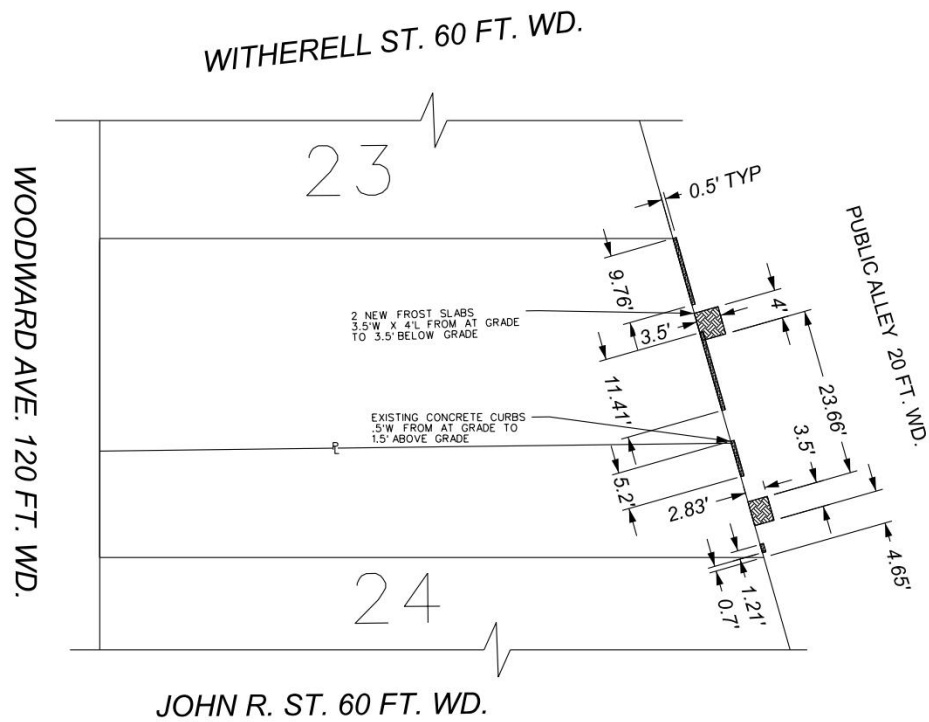 WITHERELL ST. 60 FT. WD.
23
0.5' TYP
WOODWARD AVE. 120 FT. WD.
PUBLIC ALLEY 20 FT. WD.
9.76'
4'
2 NEW FROST SLABS
3.5'W X 4'L FROM AT GRADE
TO 3.5' BELOW GRADE
3.5'
11.41'
23.66'
EXISTING CONCRETE CURBS
.5'W FROM AT GRADE TO
1.5' ABOVE GRADE
3.5'
PL
5.2'
2.83'
4.65'
1.21'
0.7'
24
JOHN R. ST. 60 FT. WD.